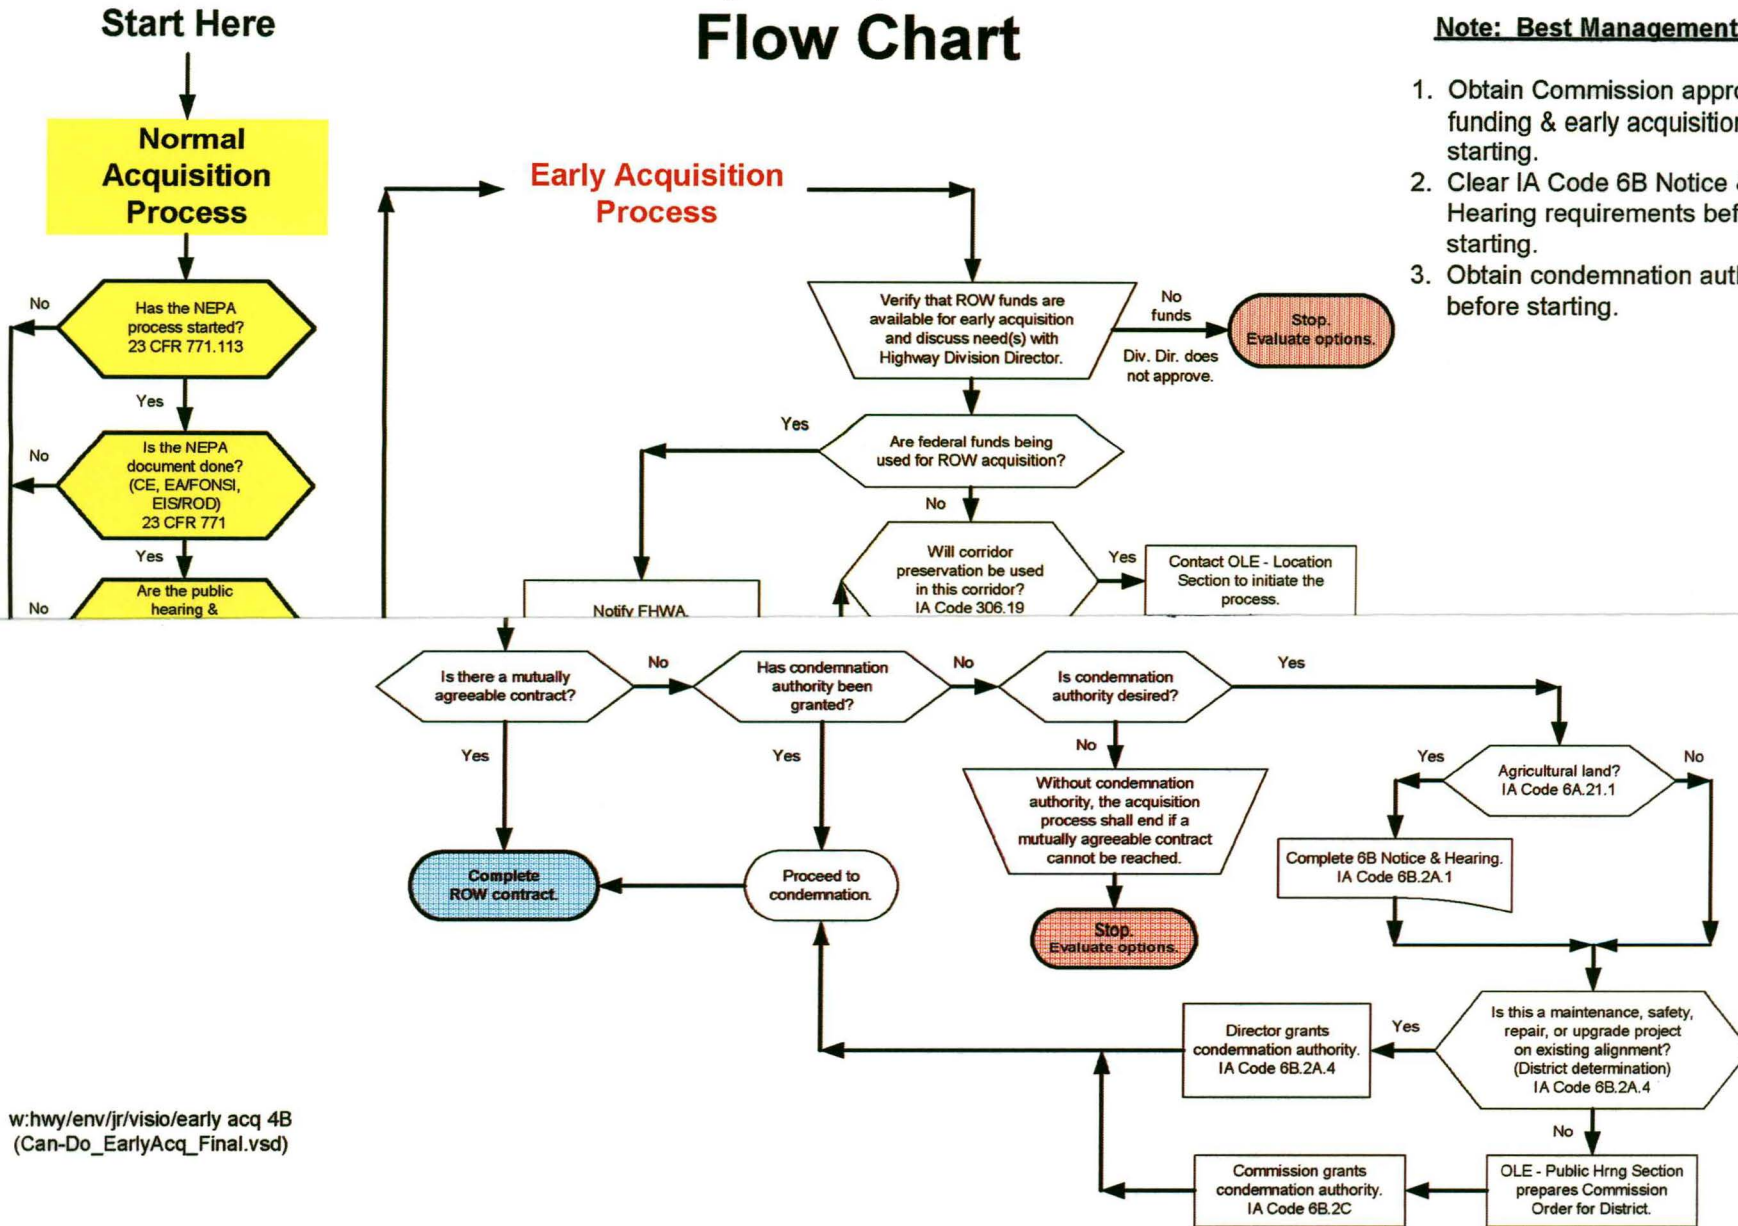 Start Here
Flow Chart
Note:  Best Management
1. Obtain Commission appro
funding & early acquisition
starting.
2. Clear IA Code 6B Notice &
Hearing requirements bef
starting.
3. Obtain condemnation auth
before starting.
Normal
Acquisition
Process
Early Acquisition
Process
No
Has the NEPA
process started?
23 CFR 771.113
Yes
No
Is the NEPA
document done?
(CE, EA/FONSI,
EIS/ROD)
23 CFR 771
Yes
No
Are the public
hearing &
Verify that ROW funds are
available for early acquisition
and discuss need(s) with
Highway Division Director.
No
funds
Div. Dir. does
not approve.
Stop.
Evaluate options.
Yes
Are federal funds being
used for ROW acquisition?
No
Notify FHWA.
Will corridor
preservation be used
in this corridor?
IA Code 306.19
Yes
Contact OLE - Location
Section to initiate the
process.
Is there a mutually
agreeable contract?
No
Has condemnation
authority been
granted?
No
Is condemnation
authority desired?
Yes
Yes
Yes
No
Yes
Agricultural land?
IA Code 6A.21.1
No
Without condemnation
authority, the acquisition
process shall end if a
mutually agreeable contract
cannot be reached.
Complete 6B Notice & Hearing.
IA Code 6B.2A.1
Complete
ROW contract.
Proceed to
condemnation.
Stop.
Evaluate options.
Director grants
condemnation authority.
IA Code 6B.2A.4
Yes
Is this a maintenance, safety,
repair, or upgrade project
on existing alignment?
(District determination)
IA Code 6B.2A.4
No
w:hwy/env/jr/visio/early acq 4B
(Can-Do_EarlyAcq_Final.vsd)
Commission grants
condemnation authority.
IA Code 6B.2C
OLE - Public Hrng Section
prepares Commission
Order for District.